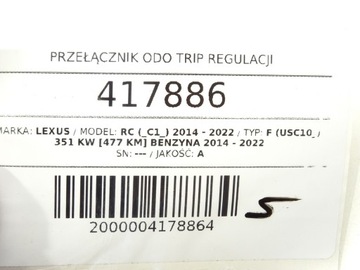 PRZEŁĄCZNIK ODO TRIP REGULACJI
417886
MARKA: LEXUS / MODEL: RC (_C1_) 2014 - 2022 / TYP: F (USC10_ /
351 KW [477 KM] BENZYNA 2014 - 2022
SN: --- / JAKOŚĆ: A
2000004178864
S